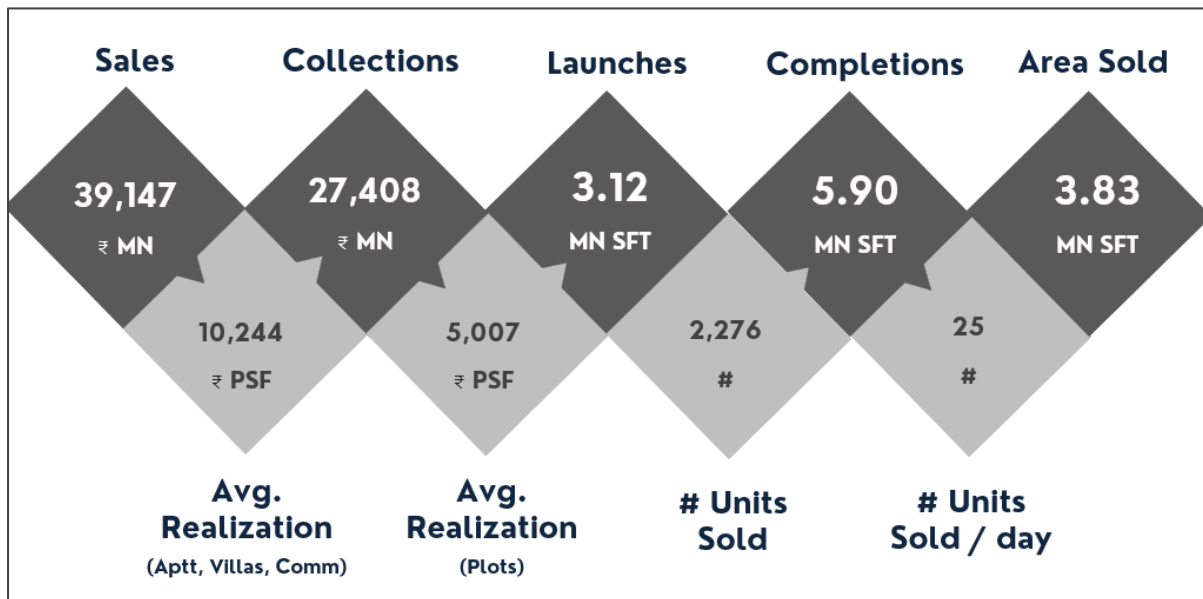 Sales
Collections
Launches
Completions
Area Sold
39,147
₹ MN
27,408
₹ MN
3.12
MN SFT
5.90
MN SFT
3.83
MN SFT
10,244
₹ PSF
5,007
₹ PSF
2,276
#
25
#
Avg.
Realization
(Aptt, Villas, Comm)
Avg.
Realization
(Plots)
# Units
Sold
# Units
Sold / day